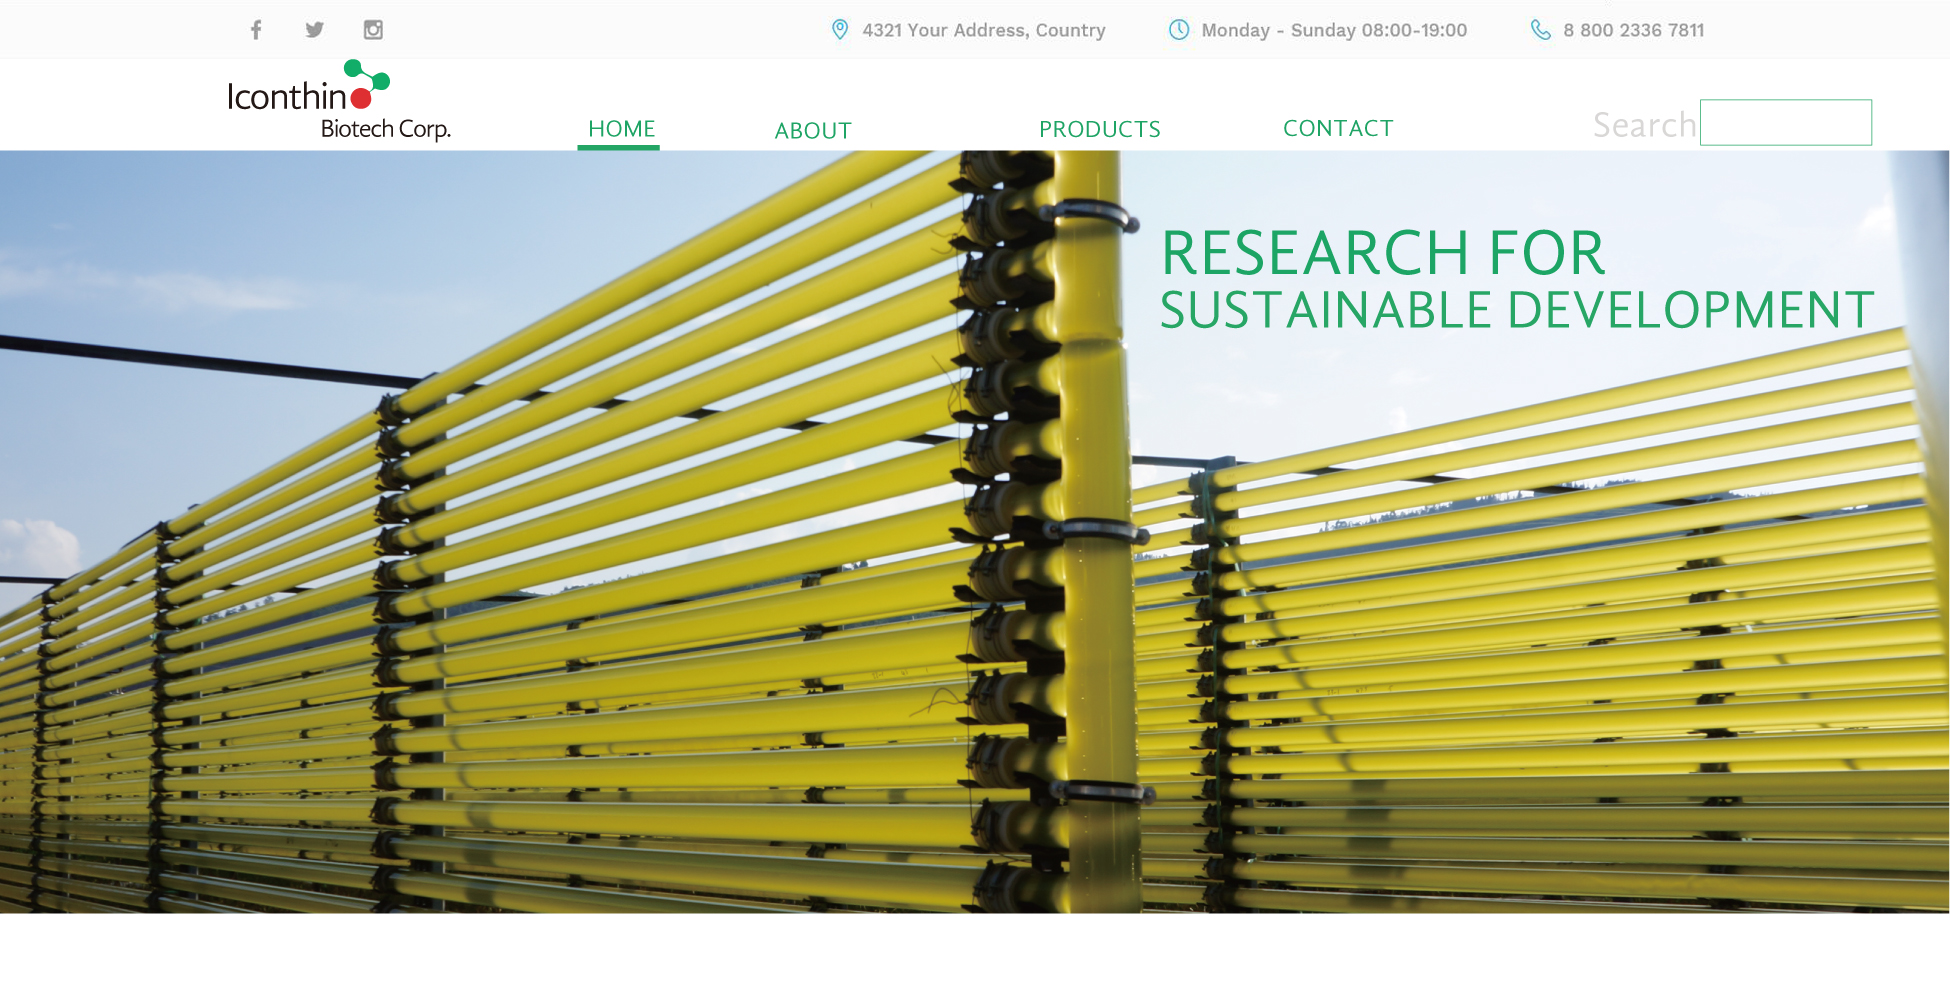 4321 Your Address, Country
Monday - Sunday 08:00-19:00
8 800 2336 7811
Iconthin
Biotech Corp.
HOME
ABOUT
PRODUCTS
CONTACT
Search
RESEARCH FOR
SUSTAINABLE DEVELOPMENT